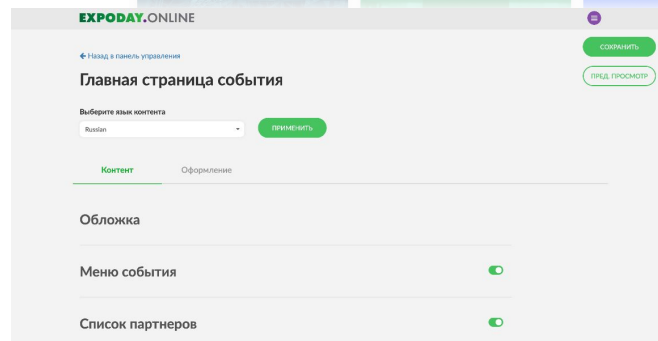 EXPODAY.ONLINE
СОХРАНИТЬ
Назад в панель управления
Главная страница события
ПРЕД. ПРОСМОТР
Выберите язык контента
Russian
ПРИМЕНИТЬ
Контент
Оформление
Обложка
Меню события
Список партнеров